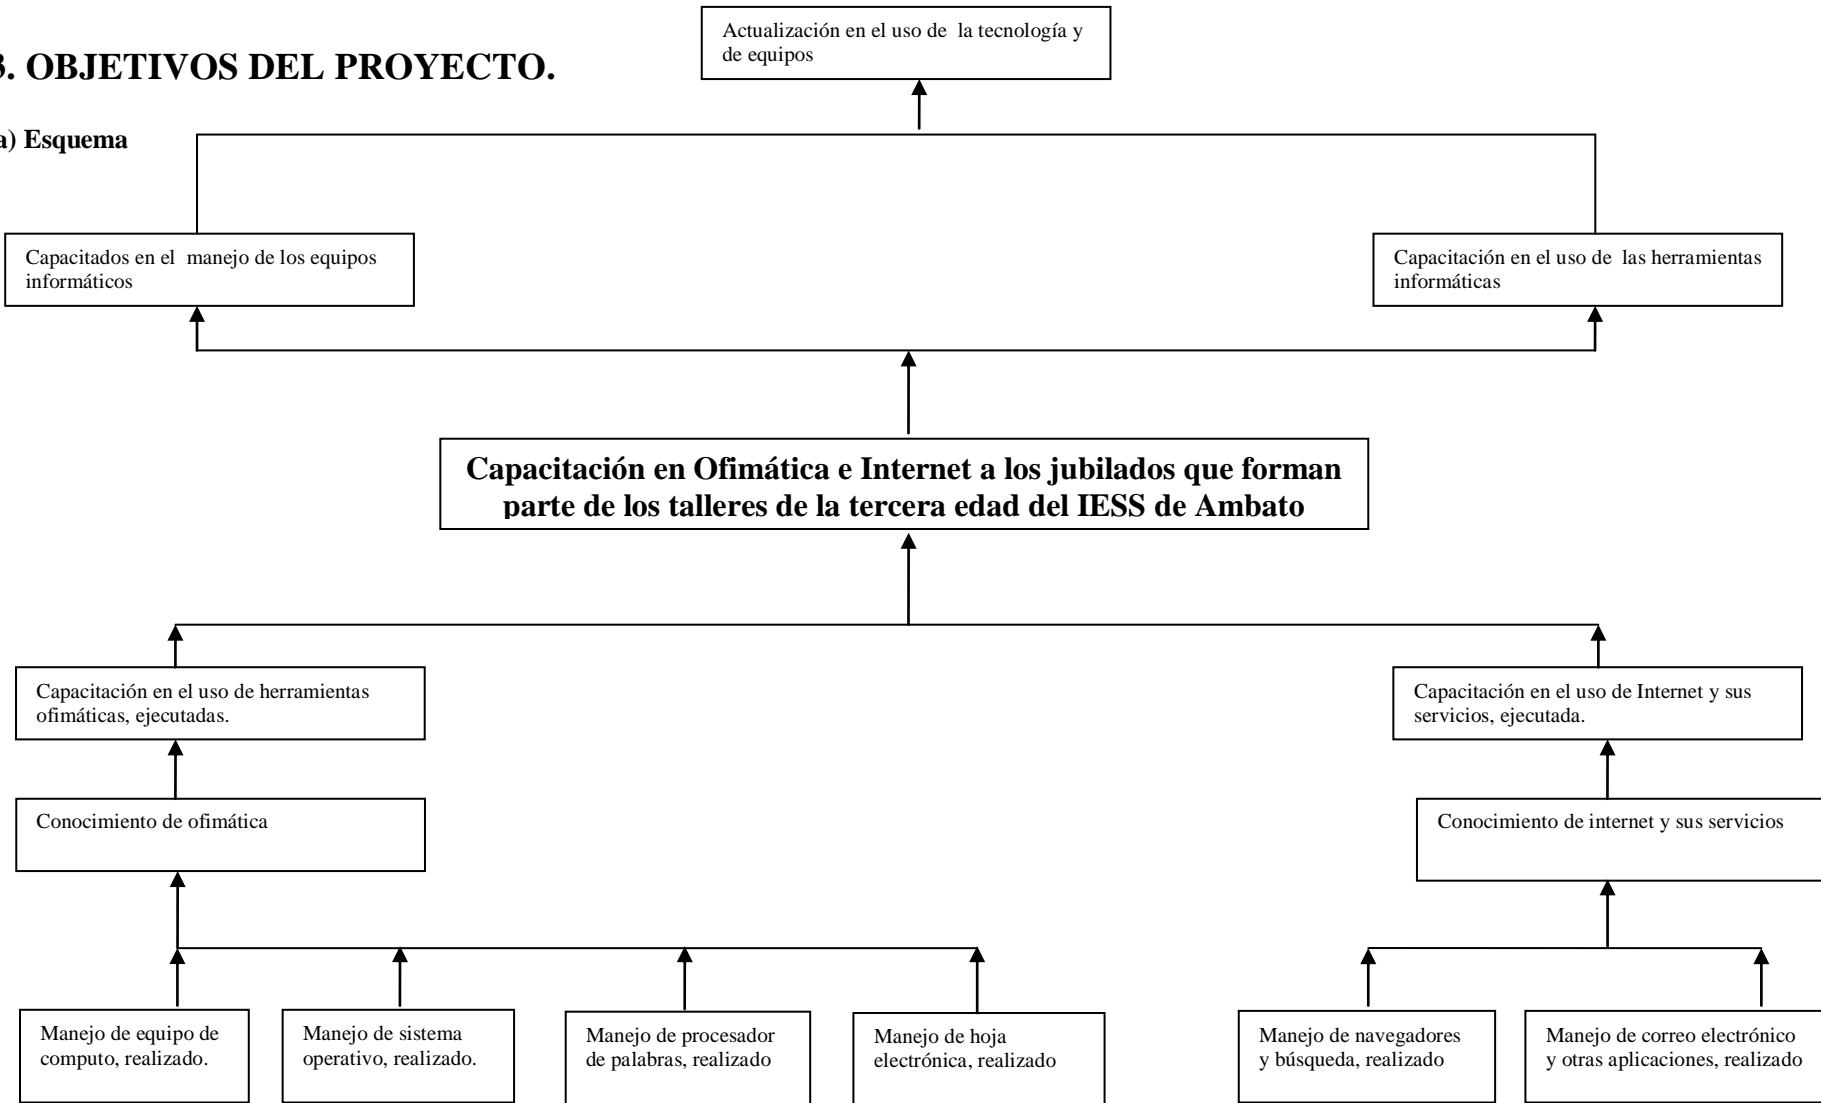 Actualización en el uso de la tecnología y
de equipos
3. OBJETIVOS DEL PROYECTO.
a) Esquema
Capacitados en el manejo de los equipos
informáticos
Capacitación en el uso de las herramientas
informáticas
Capacitación en Ofimática e Internet a los jubilados que forman
parte de los talleres de la tercera edad del IESS de Ambato
Capacitación en el uso de herramientas
ofimáticas, ejecutadas.
Capacitación en el uso de Internet y sus
servicios, ejecutada.
Conocimiento de ofimática
Conocimiento de internet y sus servicios
Manejo de equipo de
computo, realizado.
Manejo de sistema
operativo, realizado.
Manejo de procesador
de palabras, realizado
Manejo de hoja
electrónica, realizado
Manejo de navegadores
y búsqueda, realizado
Manejo de correo electrónico
y otras aplicaciones, realizado